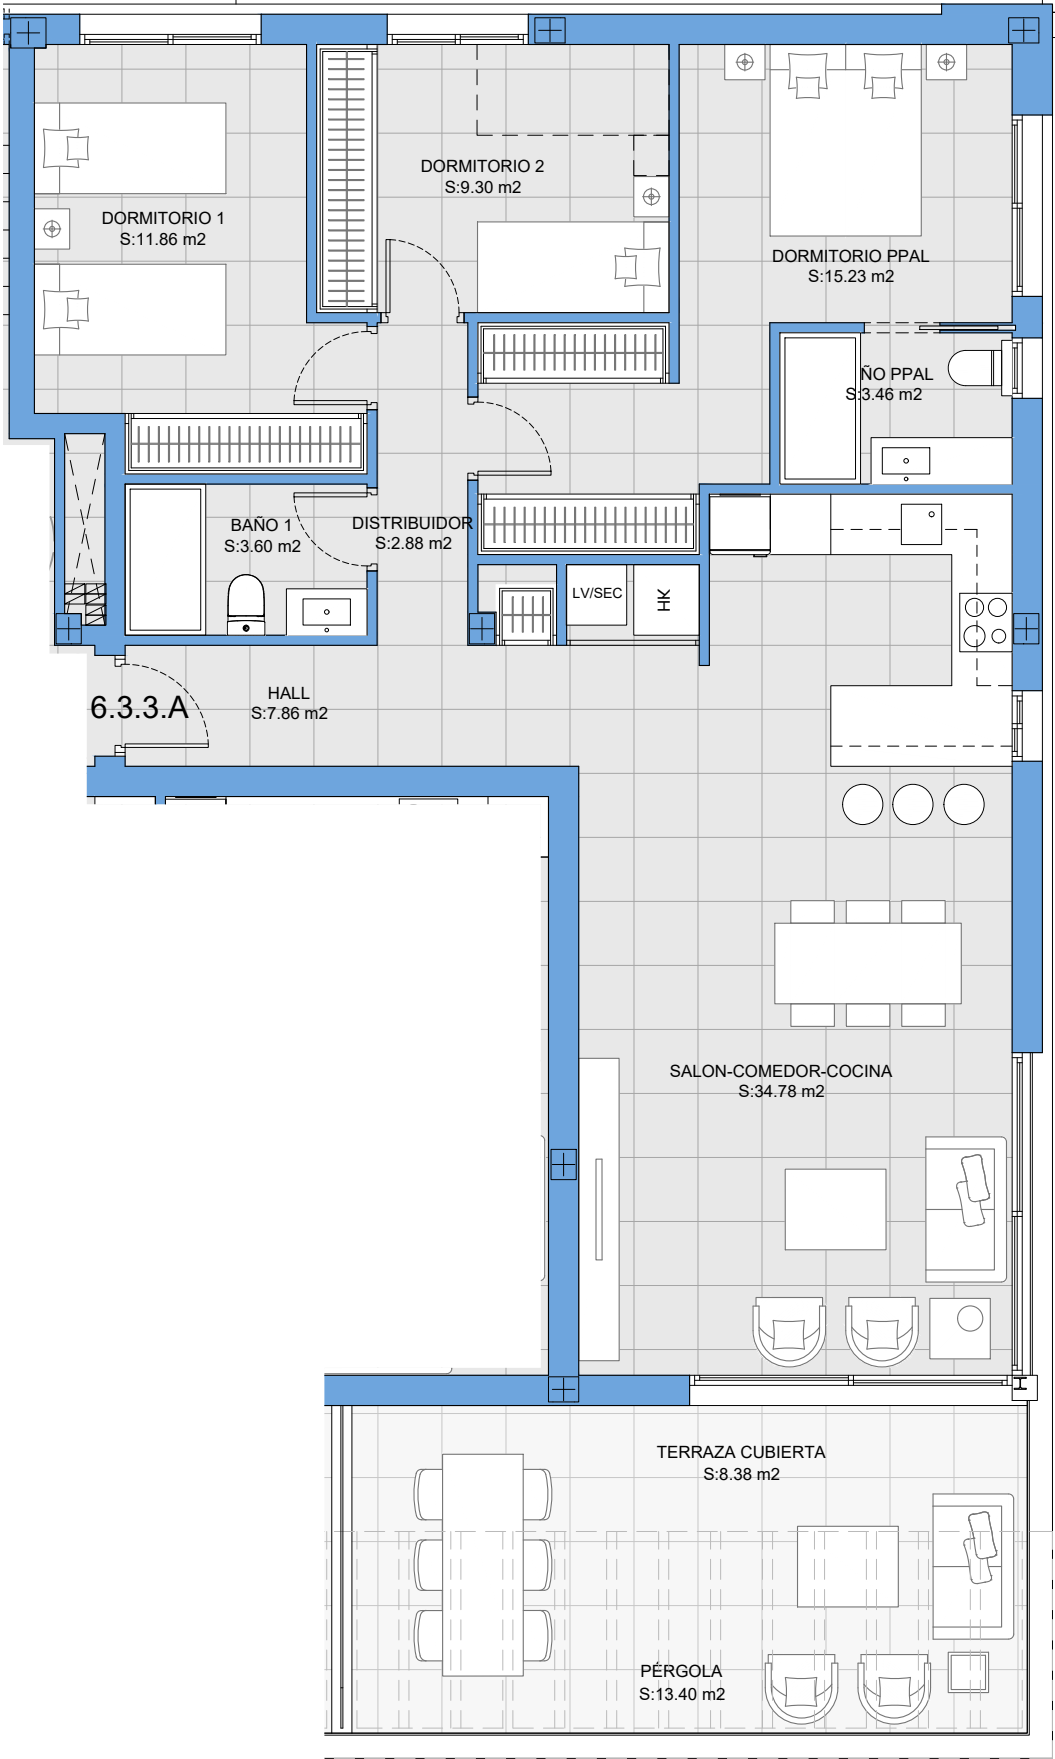 DORMITORIO 2
S:9.30 m2
DORMITORIO 1
S:11.86 m2
DORMITORIO PPAL
S:15.23 m2
ÑO PPAL
S:3.46 m2
BAÑO 1
S:3.60 m2
DISTRIBUIDOR
S:2.88 m2
LV/SEC
HK
6.3.3.A
HALL
S:7.86 m2
SALON-COMEDOR-COCINA
S:34.78 m2
TERRAZA CUBIERTA
S:8.38 m2
PÉRGOLA
S:13.40 m2